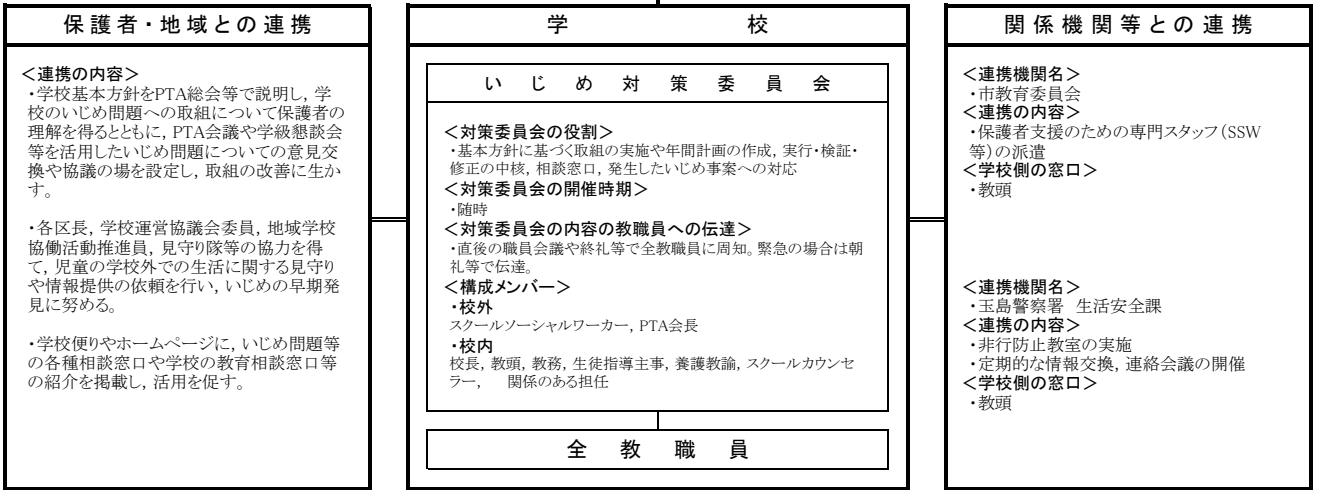 保護者・地域との連携
＜連携の内容＞
・学校基本方針をPTA総会等で説明し，学
校のいじめ問題への取組について保護者の
理解を得るとともに，PTA会議や学級懇談会
等を活用したいじめ問題についての意見交
換や協議の場を設定し，取組の改善に生か
す。
・各区長，学校運営協議会委員，地域学校
協働活動推進員，見守り隊等の協力を得
て，児童の学校外での生活に関する見守り
や情報提供の依頼を行い，いじめの早期発
見に努める。
・学校便りやホームページに，いじめ問題等
の各種相談窓口や学校の教育相談窓口等
の紹介を掲載し，活用を促す。
学校
いじめ対策委員会
＜対策委員会の役割＞
・基本方針に基づく取組の実施や年間計画の作成，実行・検証・
修正の中核，相談窓口，発生したいじめ事案への対応
＜対策委員会の開催時期＞
・随時
＜対策委員会の内容の教職員への伝達＞
・直後の職員会議や終礼等で全教職員に周知。緊急の場合は朝
礼等で伝達。
＜構成メンバー＞
・校外
スクールソーシャルワーカー，PTA会長
・校内
校長，教頭，教務，生徒指導主事，養護教諭，スクールカウンセ
ラー，　関係のある担任
全教職員
関係機関等との連携
＜連携機関名＞
・市教育委員会
＜連携の内容＞
・保護者支援のための専門スタッフ（SSW
等）の派遣
＜学校側の窓口＞
・教頭
＜連携機関名＞
・玉島警察署　生活安全課
＜連携の内容＞
・非行防止教室の実施
・定期的な情報交換，連絡会議の開催
＜学校側の窓口＞
・教頭